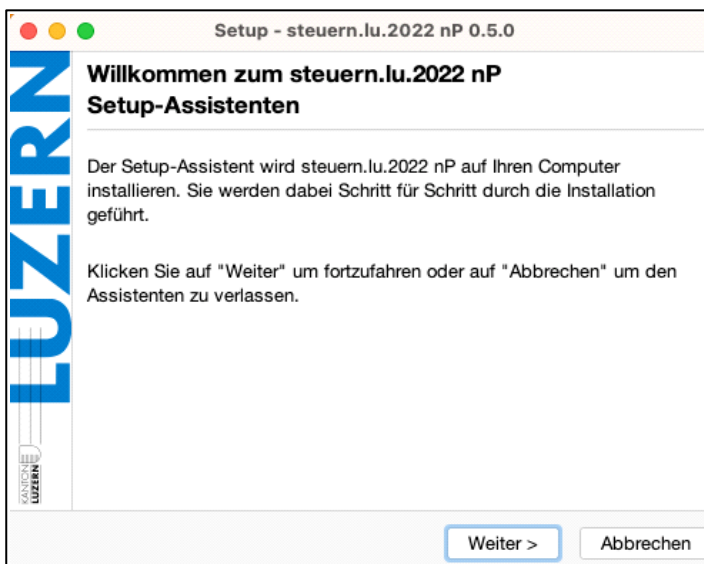 Setup - steuern.lu.2022 nP 0.5.0
LUZERN
KANTON
LUZERN
Willkommen zum steuern.lu.2022 nP
Setup-Assistenten
Der Setup-Assistent wird steuern.lu.2022 nP auf Ihren Computer
installieren. Sie werden dabei Schritt für Schritt durch die Installation
geführt.
Klicken Sie auf "Weiter" um fortzufahren oder auf "Abbrechen" um den
Assistenten zu verlassen.
Weiter >
Abbrechen